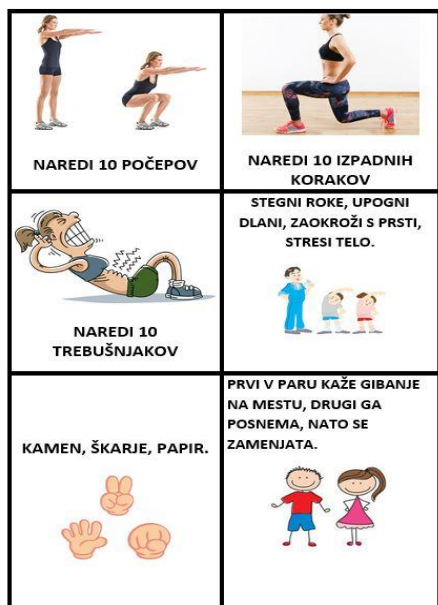 NAREDI 10 POČEPOV
NAREDI 10 IZPADNIH
KORAKOV
NAREDI 10
TREBUŠNJAKOV
STEGNI ROKE, UPOGNI
DLANI, ZAOKROŽI S PRSTI,
STRESI TELO.
KAMEN, ŠKARJE, PAPIR.
PRVI V PARU KAŽE GIBANJE
NA MESTU, DRUGI GA
POSNEMA, NATO SE
ZAMENJATA.